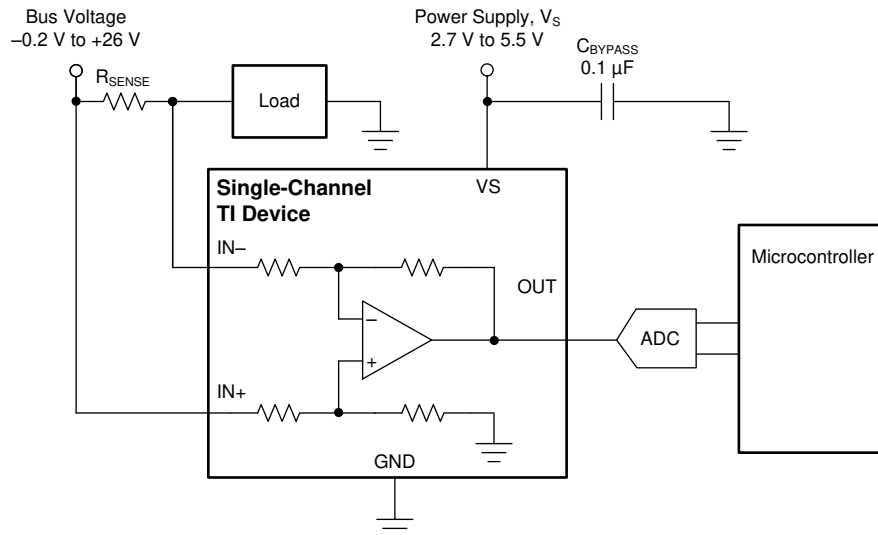 Bus Voltage
–0.2 V to +26 V
Power Supply, VS
2.7 V to 5.5 V
CBYPASS
0.1 µF
RSENSE
Load
Single-Channel
TI Device
VS
IN–
OUT
–
+
IN+
GND
ADC
Microcontroller